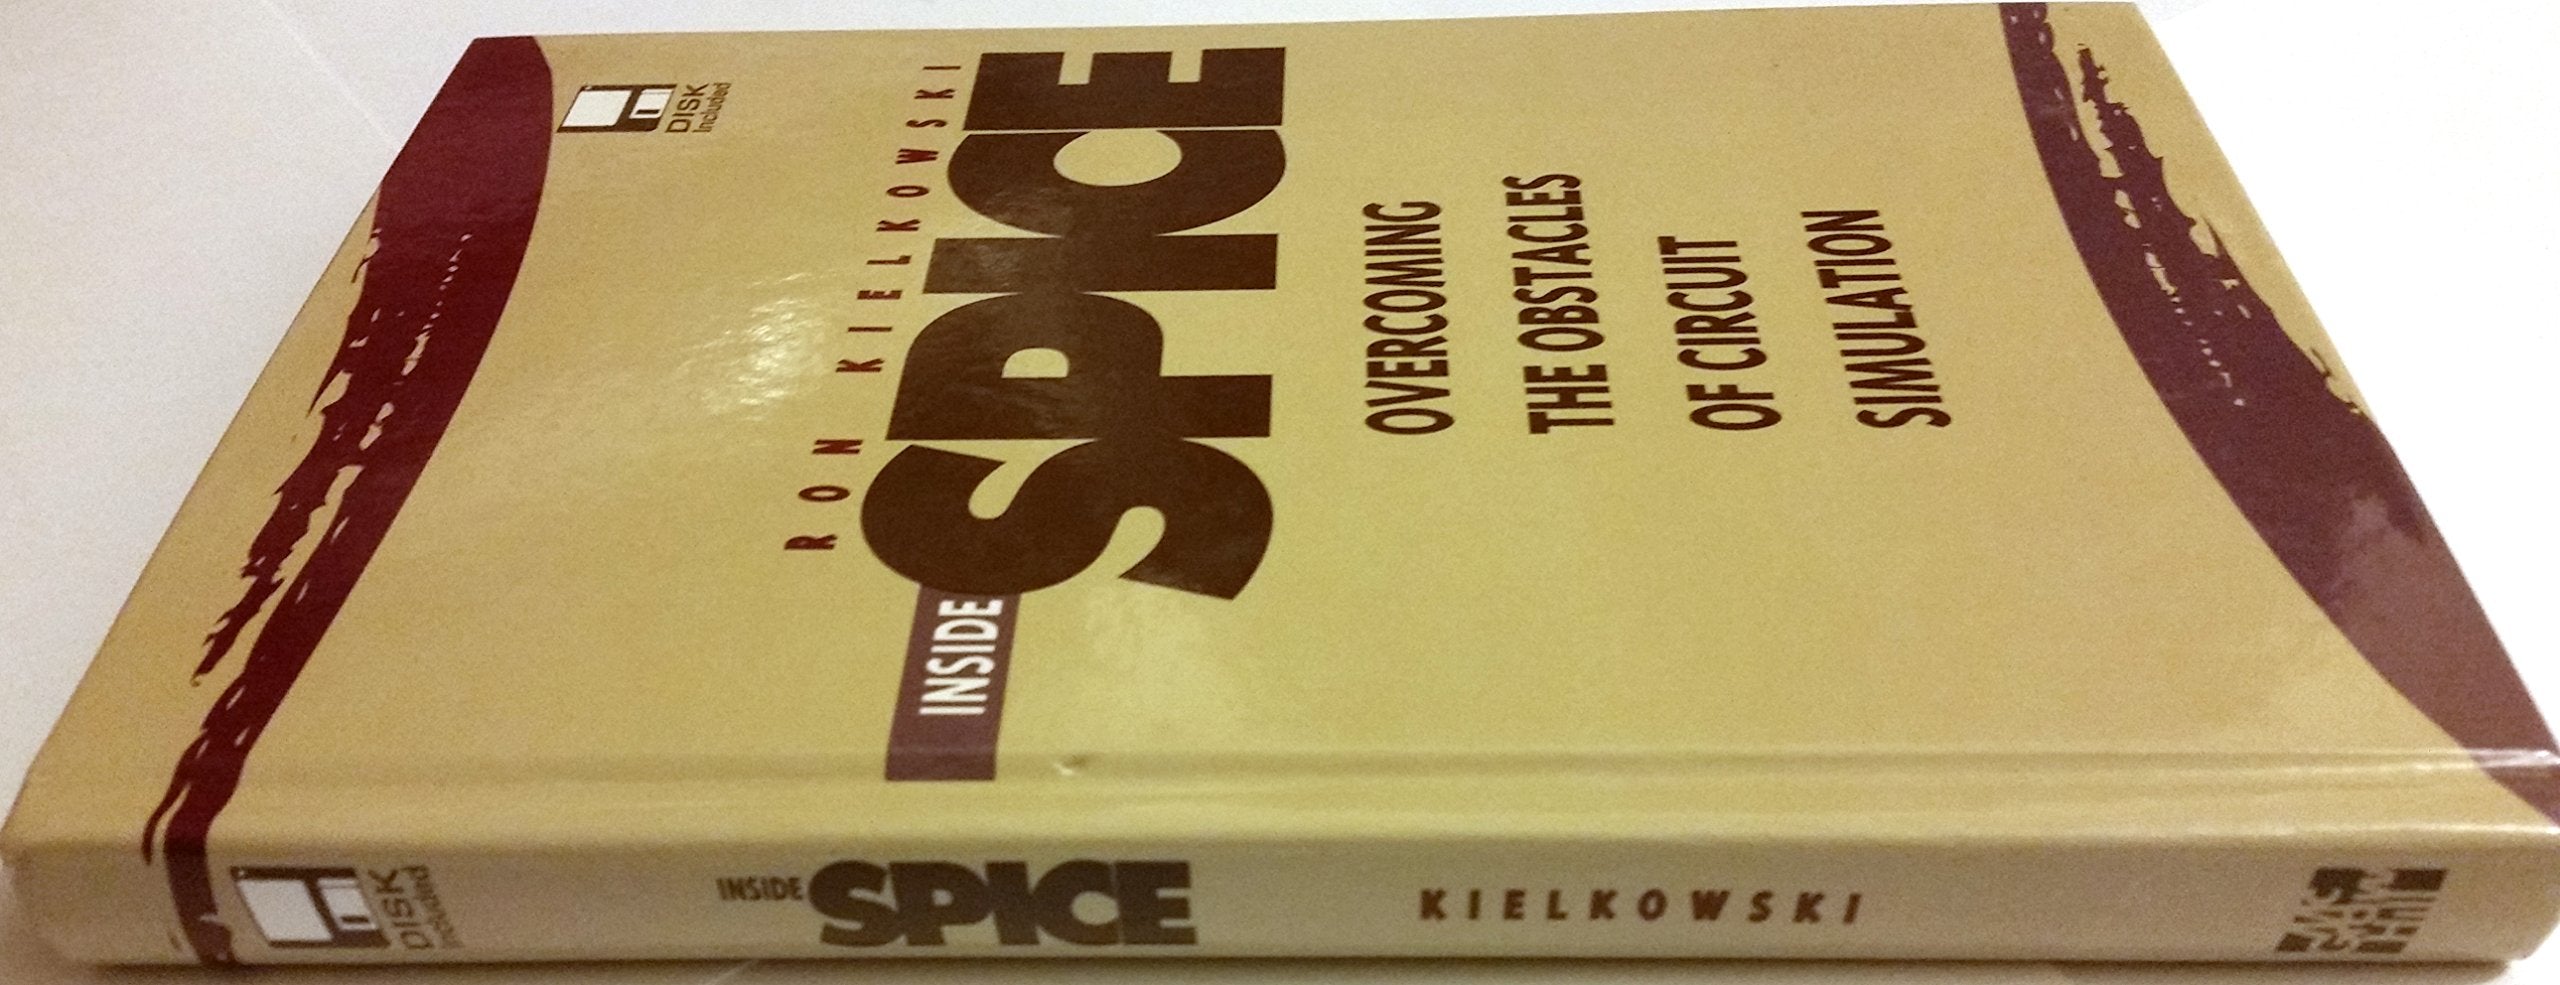 DISK
Included
RON KIELKOWSKI
INSIDE SPICE
OVERCOMING
THE OBSTACLES
OF CIRCUIT
SIMULATION
DISK
Included
INSIDE SPICE
KIELKOWSKI